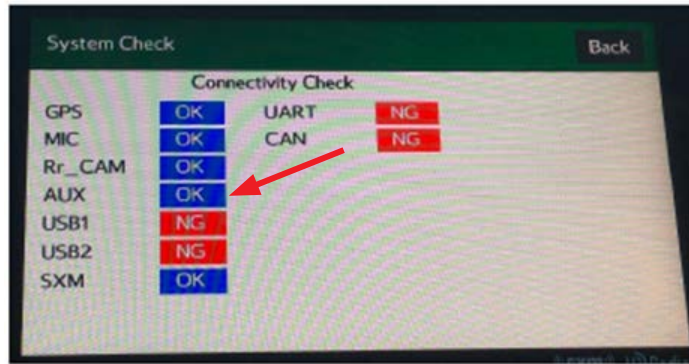 System Check Back
Connectivity Check
GPS OK UART NG
MIC OK CAN NG
Rr_CAM OK
AUX OK
USB1 NG
USB2 NG
SXM OK